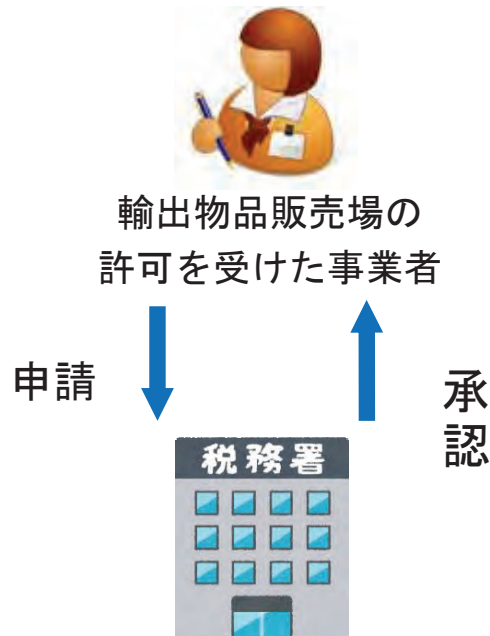 輸出物品販売場の
許可を受けた事業者
申請
承認
税務署